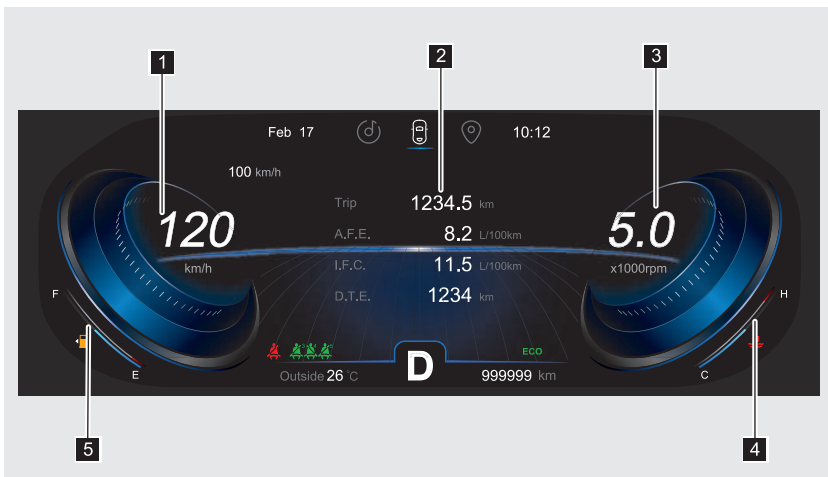 1
2
3
Feb 17
10:12
100 km/h
Trip 1234.5 km
120
km/h
A.F.E. 8.2 L/100km
5.0
x1000rpm
I.F.C. 11.5 L/100km
D.T.E. 1234 km
F
H
E
C
ECO
Outside 26 °C
D
999999 km
5
4